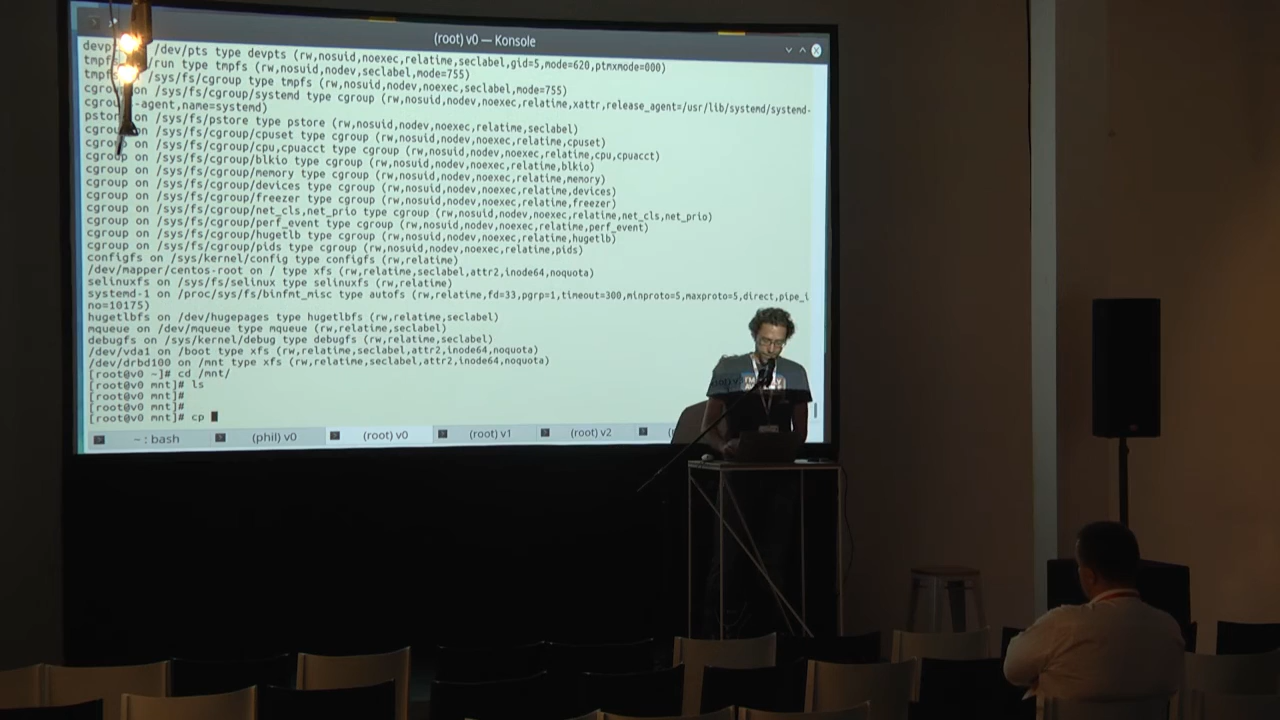 (root) v0 — Konsole
devp /dev/pts type devpts (rw,nosuid,noexec,relatime,seclabel,gid=5,mode=620,ptmxmode=000)
tmpf /run type tmpfs (rw,nosuid,nodev,seclabel,mode=755)
tmpf /sys/fs/cgroup type tmpfs (rw,nosuid,nodev,noexec,seclabel,mode=755)
cgro /sys/fs/cgroup/systemd type cgroup (rw,nosuid,nodev,noexec,relatime,xattr,release_agent=/usr/lib/systemd/systemd-
cgrou -agent,name=systemd)
pstor on /sys/fs/pstore type pstore (rw,nosuid,nodev,noexec,relatime,seclabel)
cgrou on /sys/fs/cgroup/cpuset type cgroup (rw,nosuid,nodev,noexec,relatime,cpuset)
cgroup on /sys/fs/cgroup/cpu,cpuacct type cgroup (rw,nosuid,nodev,noexec,relatime,cpu,cpuacct)
cgroup on /sys/fs/cgroup/blkio type cgroup (rw,nosuid,nodev,noexec,relatime,blkio)
cgroup on /sys/fs/cgroup/memory type cgroup (rw,nosuid,nodev,noexec,relatime,memory)
cgroup on /sys/fs/cgroup/devices type cgroup (rw,nosuid,nodev,noexec,relatime,devices)
cgroup on /sys/fs/cgroup/freezer type cgroup (rw,nosuid,nodev,noexec,relatime,freezer)
cgroup on /sys/fs/cgroup/net_cls,net_prio type cgroup (rw,nosuid,nodev,noexec,relatime,net_cls,net_prio)
cgroup on /sys/fs/cgroup/perf_event type cgroup (rw,nosuid,nodev,noexec,relatime,perf_event)
cgroup on /sys/fs/cgroup/hugetlb type cgroup (rw,nosuid,nodev,noexec,relatime,hugetlb)
cgroup on /sys/fs/cgroup/pids type cgroup (rw,nosuid,nodev,noexec,relatime,pids)
configfs on /sys/kernel/config type configfs (rw,relatime)
/dev/mapper/centos-root on / type xfs (rw,relatime,seclabel,attr2,inode64,noquota)
selinuxfs on /sys/fs/selinux type selinuxfs (rw,relatime)
systemd-1 on /proc/sys/fs/binfmt_misc type autofs (rw,relatime,fd=33,pgrp=1,timeout=300,minproto=5,maxproto=5,direct,pipe_i
no=10175)
hugetlbfs on /dev/hugepages type hugetlbfs (rw,relatime,seclabel)
mqueue on /dev/mqueue type mqueue (rw,relatime,seclabel)
debugfs on /sys/kernel/debug type debugfs (rw,relatime,seclabel)
/dev/vda1 on /boot type xfs (rw,relatime,seclabel,attr2,inode64,noquota)
/dev/drbd100 on /mnt type xfs (rw,relatime,seclabel,attr2,inode64,noquota)
[root@v0 ~]# cd /mnt/
[root@v0 mnt]# ls
[root@v0 mnt]#
[root@v0 mnt]#
[root@v0 mnt]# cp
~ : bash (phil) v0 (root) v0 (root) v1 (root) v2